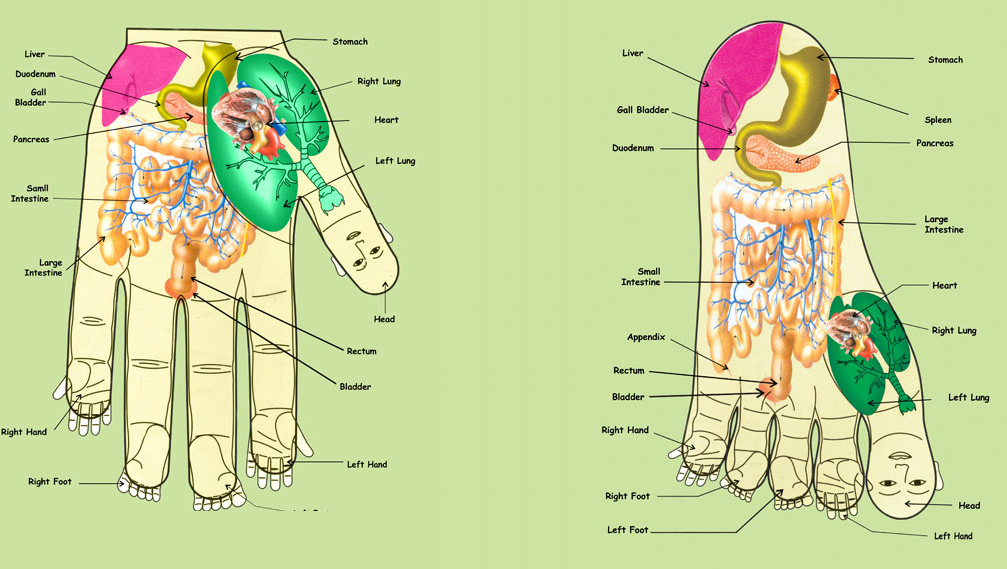 Stomach
Liver
Duodenum
Gall
Bladder
Right Lung
Heart
Pancreas
Left Lung
Samll
Intestine
Large
Intestine
Head
Rectum
Bladder
Right Hand
Left Hand
Right Foot
Liver
Stomach
Gall Bladder
Spleen
Duodenum
Pancreas
Large
Intestine
Small
Intestine
Heart
Right Lung
Appendix
Rectum
Bladder
Left Lung
Right Hand
Right Foot
Head
Left Foot
Left Hand